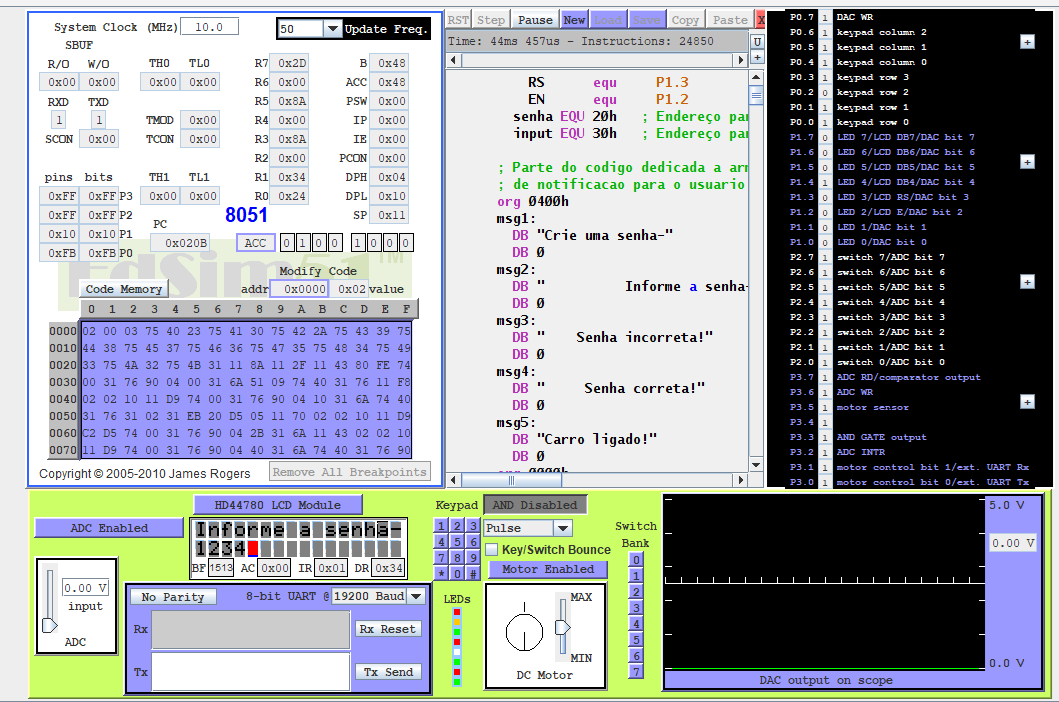 System Clock (MHz) 10.0
50 Update Freq.
SBUF
R/O W/O TH0 TL0
0x00 0x00 0x00 0x00
RXD TXD
1 1
TMOD 0x00
SCON 0x00 TCON 0x00
pins bits TH1 TL1
0xFF 0xFF P3 0x00 0x00
0xFF 0xFF P2
0x10 0x10 P1
0xFB 0xFB P0
PC
0x020B
R7 0x2D B 0x48
R6 0x00 ACC 0x48
R5 0x8A PSW 0x00
R4 0x00 IP 0x00
R3 0x8A IE 0x00
R2 0x00 PCON 0x00
R1 0x34 DPH 0x04
R0 0x24 DPL 0x10
8051 SP 0x11
ACC 0 1 0 0 1 0 0 0
EdSim51 TM
Modify Code
Code Memory addr 0x0000 0x02 value
0 1 2 3 4 5 6 7 8 9 A B C D E F
0000 02 00 03 75 40 23 75 41 30 75 42 2A 75 43 39 75
0010 44 38 75 45 37 75 46 36 75 47 35 75 48 34 75 49
0020 33 75 4A 32 75 4B 31 11 8A 11 2F 11 43 80 FE 74
0030 00 31 76 90 04 00 31 6A 51 09 74 40 31 76 11 F8
0040 02 02 10 11 D9 74 00 31 76 90 04 10 31 6A 74 40
0050 31 76 31 02 31 EB 20 D5 05 11 70 02 02 10 11 D9
0060 C2 D5 74 00 31 76 90 04 2B 31 6A 11 43 02 02 10
0070 11 D9 74 00 31 76 90 04 40 31 6A 74 40 31 76 90
Copyright © 2005-2010 James Rogers Remove All Breakpoints
RST Step Pause New Load Save Copy Paste X
Time: 44ms 457us - Instructions: 24850 U
+
RS equ P1.3
EN equ P1.2
senha EQU 20h ; Endereço
input EQU 30h ; Endereço
; Parte do codigo dedicada a
; de notificacao para o usuario
org 0400h
msg1:
DB "Crie uma senha-"
DB 0
msg2:
DB " Informe a senha-
DB 0
msg3:
DB " Senha incorreta!"
DB 0
msg4:
DB " Senha correta!"
DB 0
msg5:
DB "Carro ligado!"
DB 0
org 0000h
P0.7 1 DAC WR
P0.6 1 keypad column 2
P0.5 1 keypad column 1
P0.4 1 keypad column 0
P0.3 1 keypad row 3
P0.2 0 keypad row 2
P0.1 1 keypad row 1
P0.0 1 keypad row 0
P1.7 0 LED 7/LCD DB7/DAC bit 7
P1.6 0 LED 6/LCD DB6/DAC bit 6
P1.5 0 LED 5/LCD DB5/DAC bit 5
P1.4 1 LED 4/LCD DB4/DAC bit 4
P1.3 0 LED 3/LCD RS/DAC bit 3
P1.2 0 LED 2/LCD E/DAC bit 2
P1.1 0 LED 1/DAC bit 1
P1.0 0 LED 0/DAC bit 0
P2.7 1 switch 7/ADC bit 7
P2.6 1 switch 6/ADC bit 6
P2.5 1 switch 5/ADC bit 5
P2.4 1 switch 4/ADC bit 4
P2.3 1 switch 3/ADC bit 3
P2.2 1 switch 2/ADC bit 2
P2.1 1 switch 1/ADC bit 1
P2.0 1 switch 0/ADC bit 0
P3.7 1 ADC RD/comparator output
P3.6 1 ADC WR
P3.5 1 motor sensor
P3.4 1
P3.3 1 AND GATE output
P3.2 1 ADC INTR
P3.1 1 motor control bit 1/ext. UART Rx
P3.0 1 motor control bit 0/ext. UART Tx
+
+
+
+
ADC Enabled
0.00 V
input
ADC
HD44780 LCD Module
Informe a senha-
1234
BF 1513 AC 0x00 IR 0x01 DR 0x34
No Parity 8-bit UART @ 19200 Baud
Rx Rx Reset
Tx Tx Send
Keypad AND Disabled
1 2 3 Pulse
4 5 6
7 8 9 Key/Switch Bounce
* 0 # Motor Enabled
LEDs
MAX
MIN
DC Motor
Switch
Bank
0
1
2
3
4
5
6
7
5.0 V
0.00 V
0.0 V
DAC output on scope